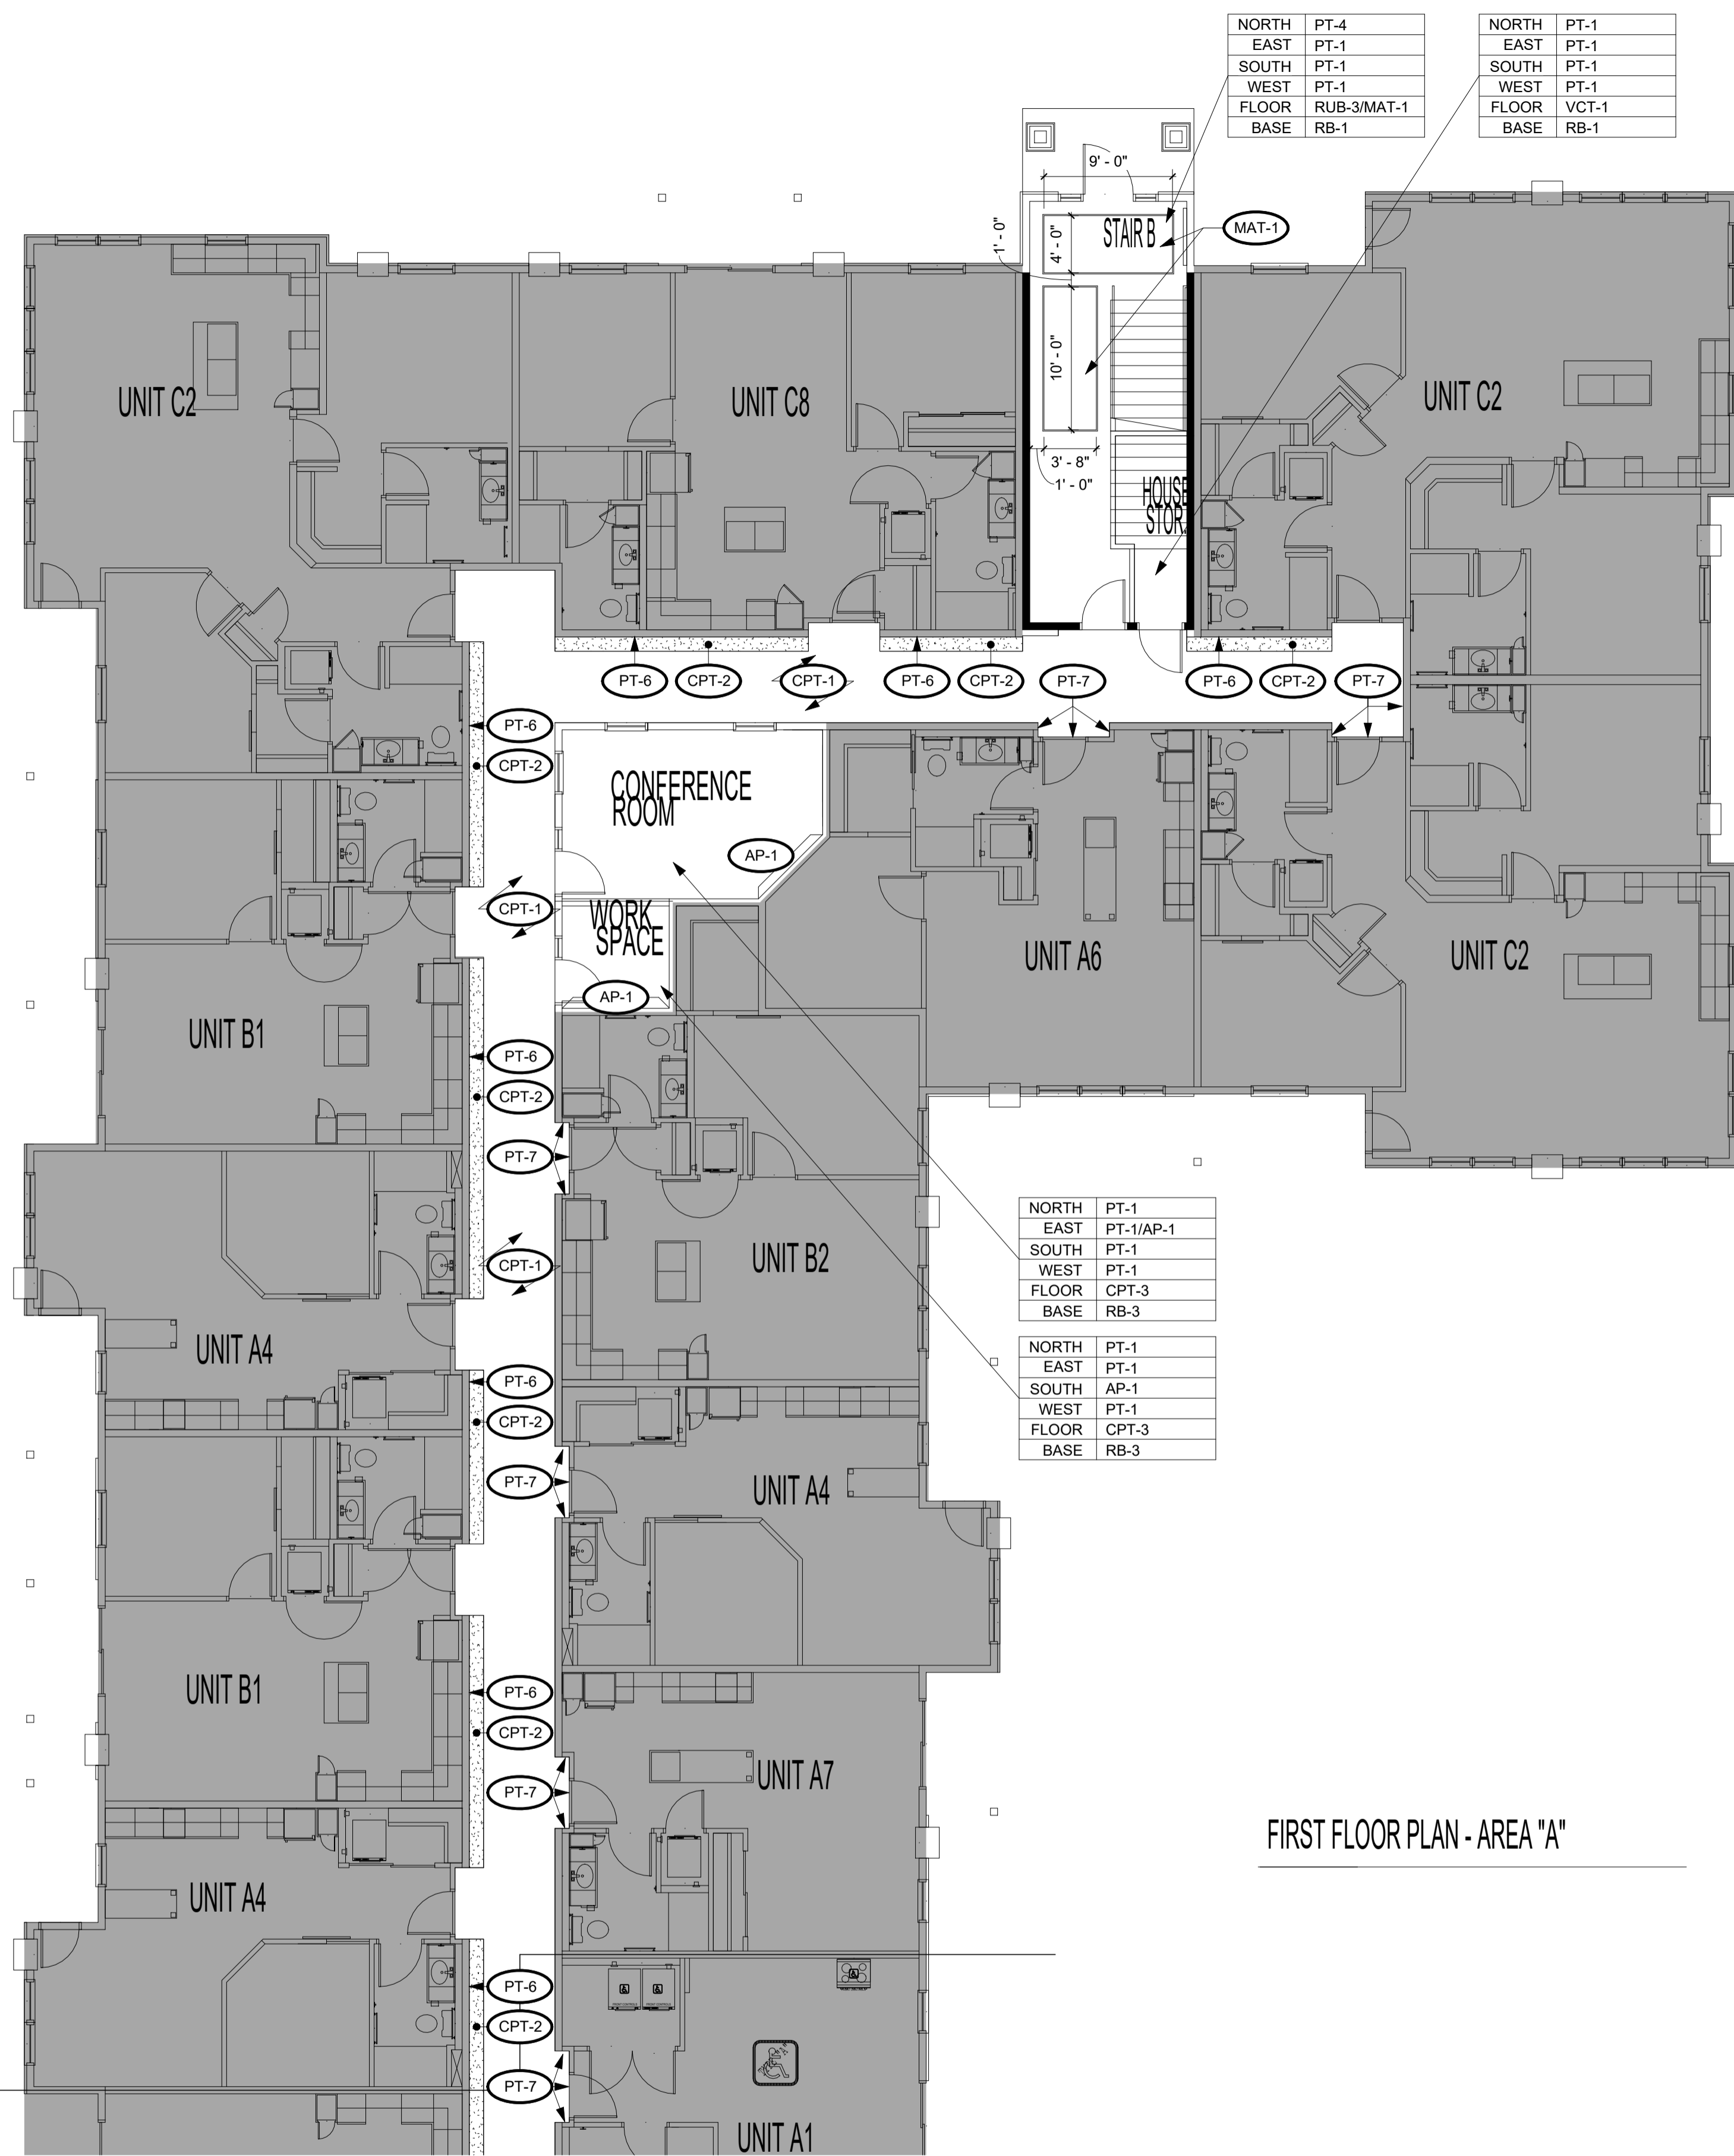 NORTH PT-4
EAST PT-1
SOUTH PT-1
WEST PT-1
FLOOR RUB-3/MAT-1
BASE RB-1
NORTH PT-1
EAST PT-1
SOUTH PT-1
WEST PT-1
FLOOR VCT-1
BASE RB-1
9' - 0"
STAIR B
MAT-1
1' - 0"
4' - 0"
10' - 0"
3' - 8"
1' - 0"
HOUSE
STOR.
UNIT C2
UNIT C8
UNIT C2
PT-6
CPT-2
CPT-1
PT-6
CPT-2
PT-7
PT-6
CPT-2
PT-7
PT-6
CPT-2
CONFERENCE
ROOM
AP-1
CPT-1
WORK
SPACE
AP-1
UNIT A6
UNIT C2
UNIT B1
PT-6
CPT-2
PT-7
CPT-1
UNIT B2
NORTH PT-1
EAST PT-1/AP-1
SOUTH PT-1
WEST PT-1
FLOOR CPT-3
BASE RB-3
NORTH PT-1
EAST PT-1
SOUTH AP-1
WEST PT-1
FLOOR CPT-3
BASE RB-3
UNIT A4
PT-6
CPT-2
PT-7
UNIT A4
UNIT B1
PT-6
CPT-2
PT-7
UNIT A7
FIRST FLOOR PLAN - AREA "A"
UNIT A4
PT-6
CPT-2
PT-7
UNIT A1